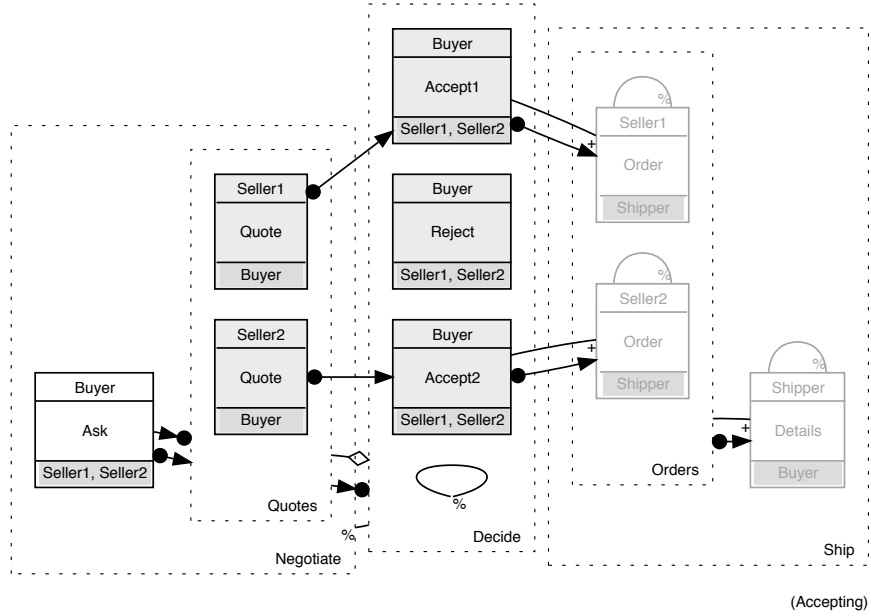 Buyer
Ask
Seller1, Seller2
Seller1
Quote
Buyer
Seller2
Quote
Buyer
Quotes
Negotiate
%
Buyer
Accept1
Seller1, Seller2
Buyer
Reject
Seller1, Seller2
Buyer
Accept2
Seller1, Seller2
%
Decide
%
Seller1
+
Order
Shipper
%
Seller2
+
Order
Shipper
Orders
%
Shipper
+
Details
Buyer
Ship
(Accepting)